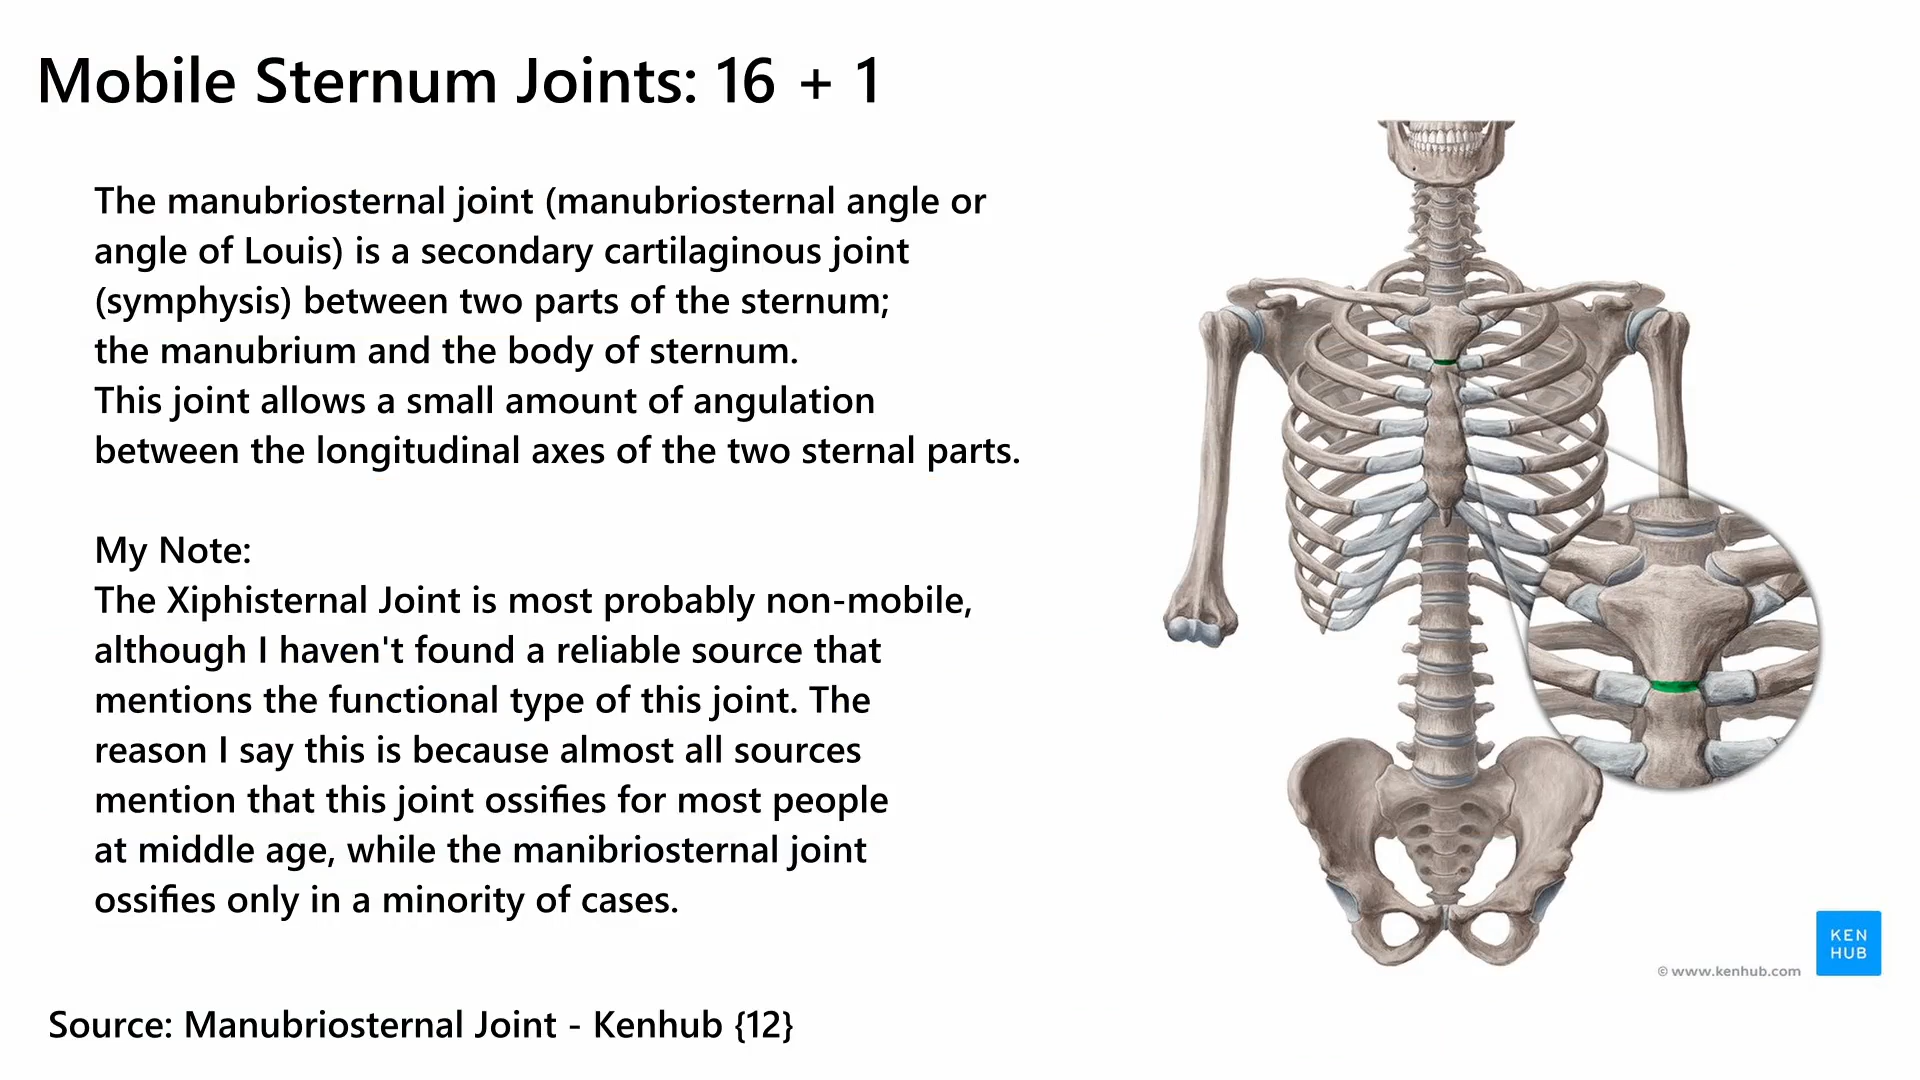 Mobile Sternum Joints: 16 + 1
The manubriosternal joint (manubriosternal angle or
angle of Louis) is a secondary cartilaginous joint
(symphysis) between two parts of the sternum;
the manubrium and the body of sternum.
This joint allows a small amount of angulation
between the longitudinal axes of the two sternal parts.
My Note:
The Xiphisternal Joint is most probably non-mobile,
although I haven't found a reliable source that
mentions the functional type of this joint. The
reason I say this is because almost all sources
mention that this joint ossifies for most people
at middle age, while the manibriosternal joint
ossifies only in a minority of cases.
Source: Manubriosternal Joint - Kenhub {12}
© www.kenhub.com
KEN
HUB